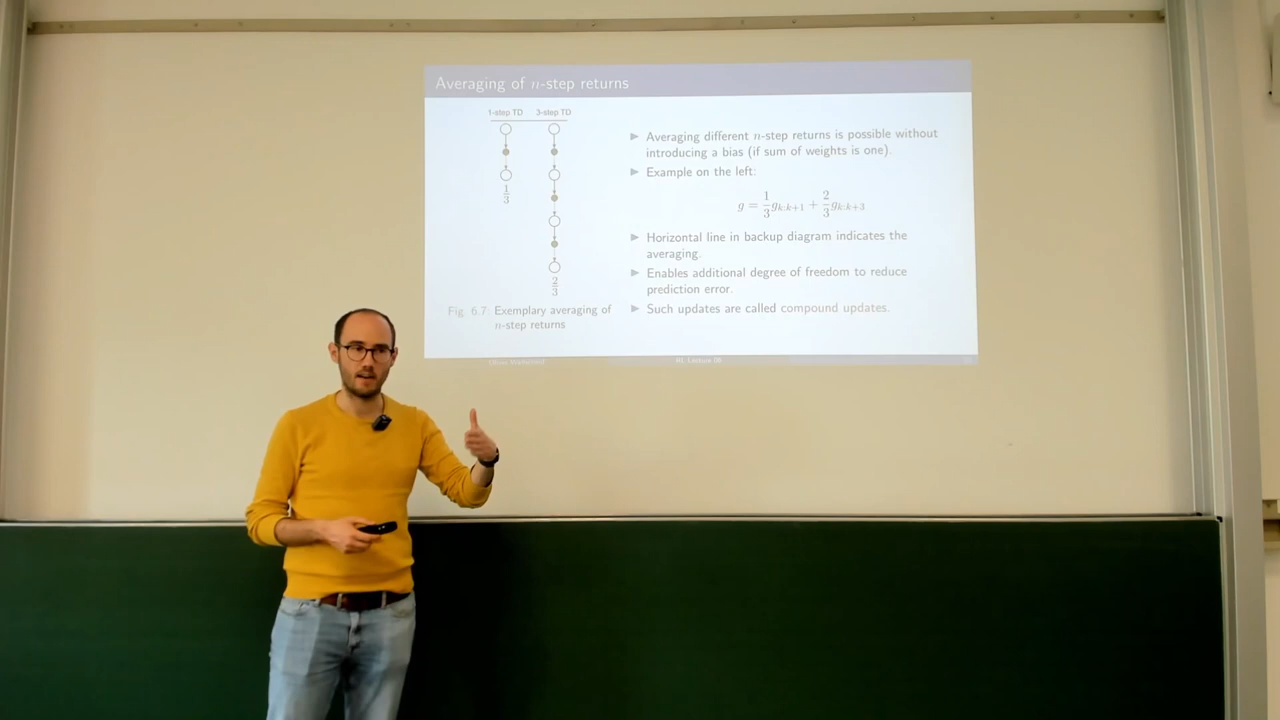 Averaging of n-step returns
1-step TD 3-step TD
1/3
2/3
Fig. 6.7: Exemplary averaging of
n-step returns
▶ Averaging different n-step returns is possible without
introducing a bias (if sum of weights is one).
▶ Example on the left:
g = 1/3 g_{k:k+1} + 2/3 g_{k:k+3}
▶ Horizontal line in backup diagram indicates the
averaging.
▶ Enables additional degree of freedom to reduce
prediction error.
▶ Such updates are called compound updates.
RL Lecture 06